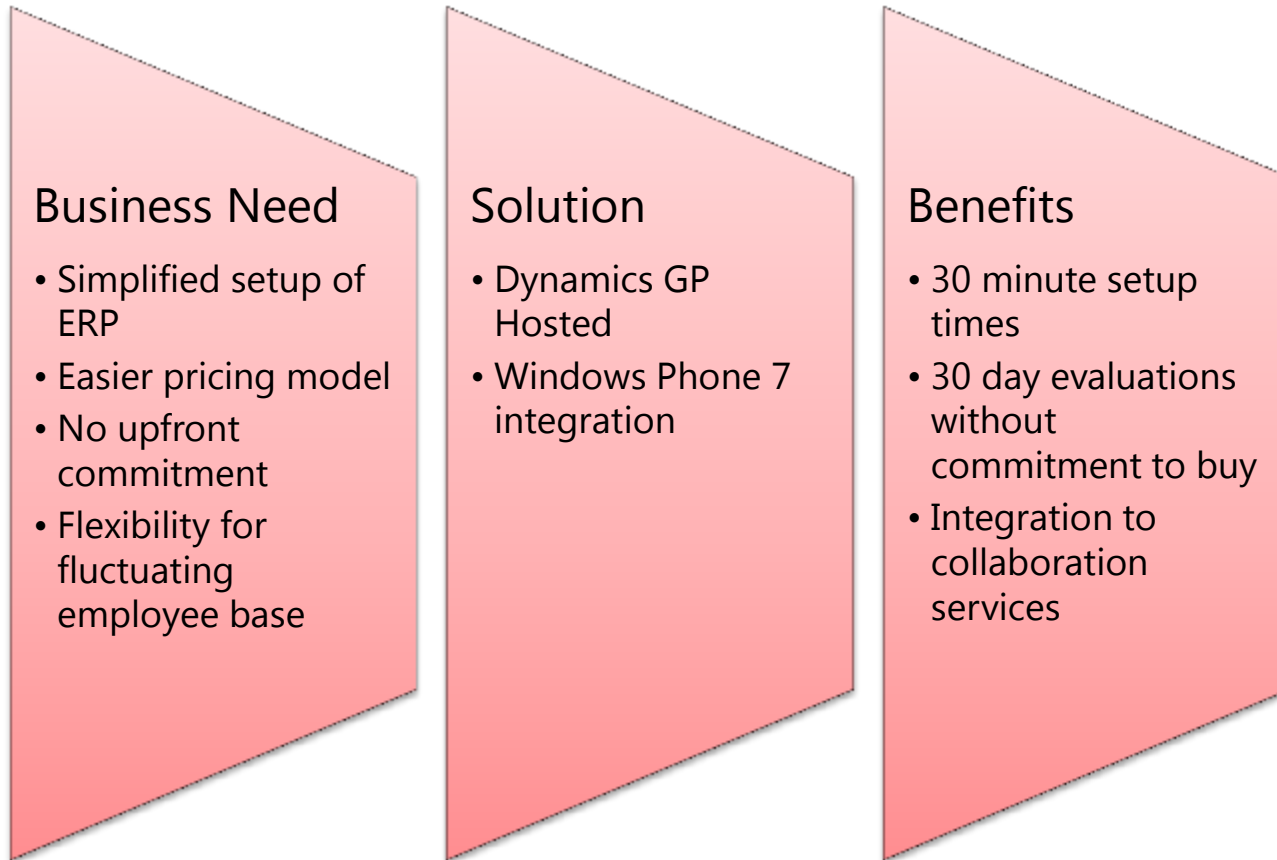 Business Need
• Simplified setup of
ERP
• Easier pricing model
• No upfront
commitment
• Flexibility for
fluctuating
employee base
Solution
• Dynamics GP
Hosted
• Windows Phone 7
integration
Benefits
• 30 minute setup
times
• 30 day evaluations
without
commitment to buy
• Integration to
collaboration
services